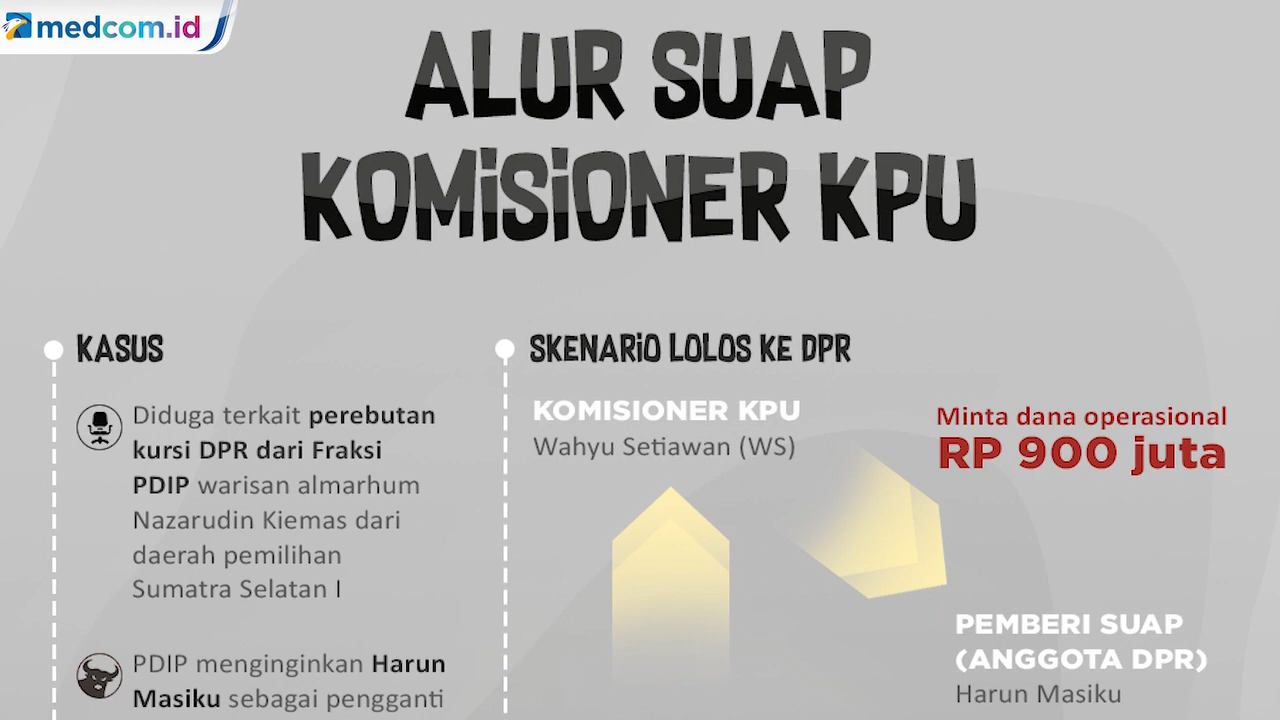 medcom.id
ALUR SUAP
KOMiSiONER KPU
KASUS
Diduga terkait perebutan
kursi DPR dari Fraksi
PDIP warisan almarhum
Nazarudin Kiemas dari
daerah pemilihan
Sumatra Selatan I
PDIP menginginkan Harun
Masiku sebagai pengganti
SKENARiO LOLOS KE DPR
KOMISIONER KPU
Wahyu Setiawan (WS)
Minta dana operasional
RP 900 juta
PEMBERI SUAP
(ANGGOTA DPR)
Harun Masiku